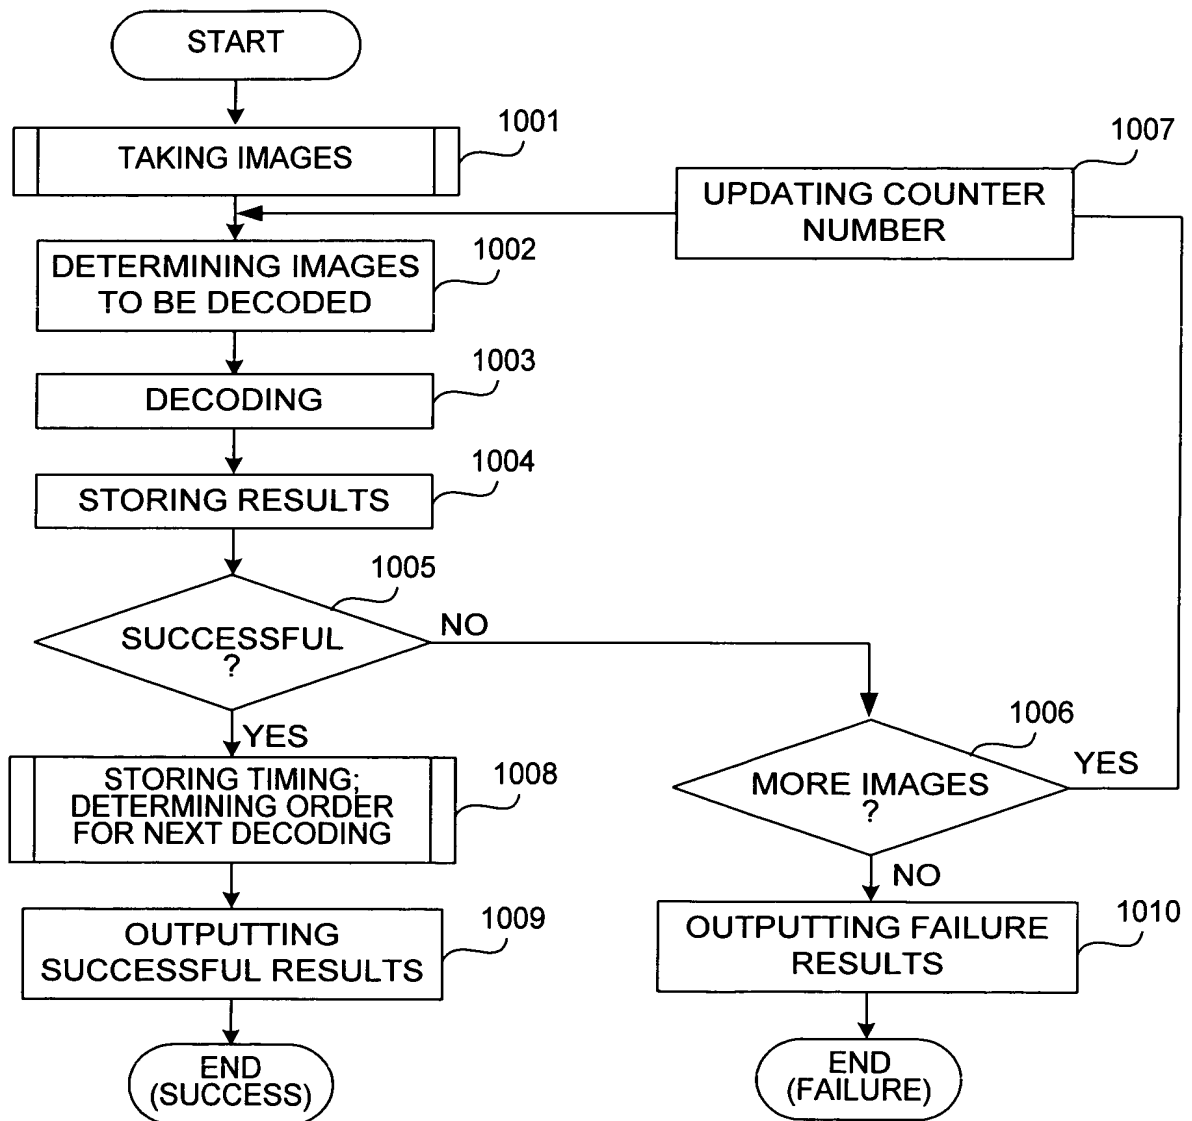 START
TAKING IMAGES
1001
UPDATING COUNTER
NUMBER
1007
DETERMINING IMAGES
TO BE DECODED
1002
DECODING
1003
STORING RESULTS
1004
SUCCESSFUL
?
1005
NO
YES
MORE IMAGES
?
1006
YES
NO
STORING TIMING;
DETERMINING ORDER
FOR NEXT DECODING
1008
OUTPUTTING
SUCCESSFUL RESULTS
1009
OUTPUTTING FAILURE
RESULTS
1010
END
(SUCCESS)
END
(FAILURE)